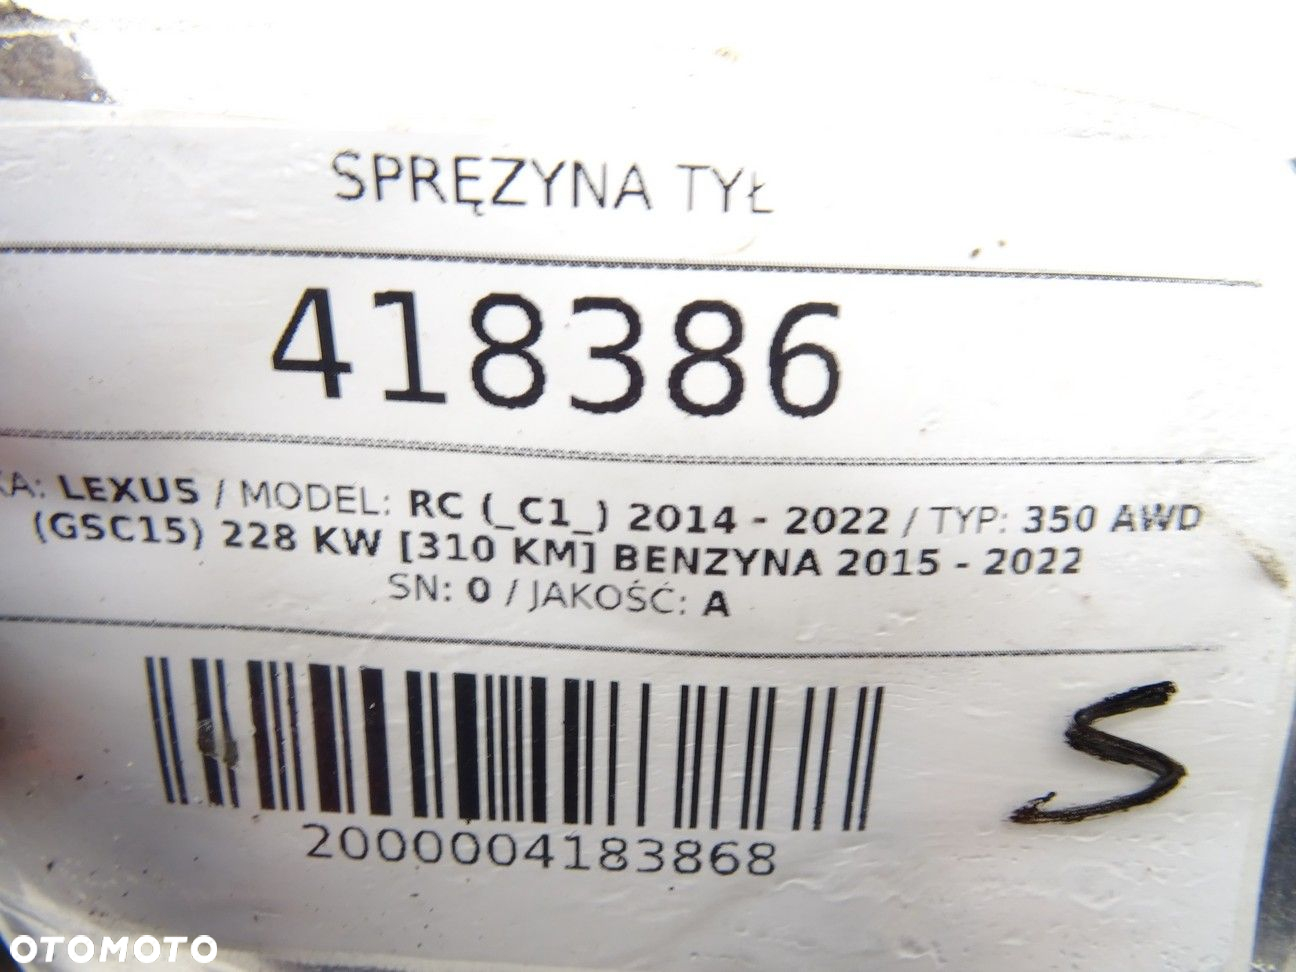 SPRĘZYNA TYŁ
418386
KA: LEXUS / MODEL: RC (_C1_) 2014 - 2022 / TYP: 350 AWD
(GSC15) 228 KW [310 KM] BENZYNA 2015 - 2022
SN: 0 / JAKOŚĆ: A
2000004183868
S
OTOMOTO